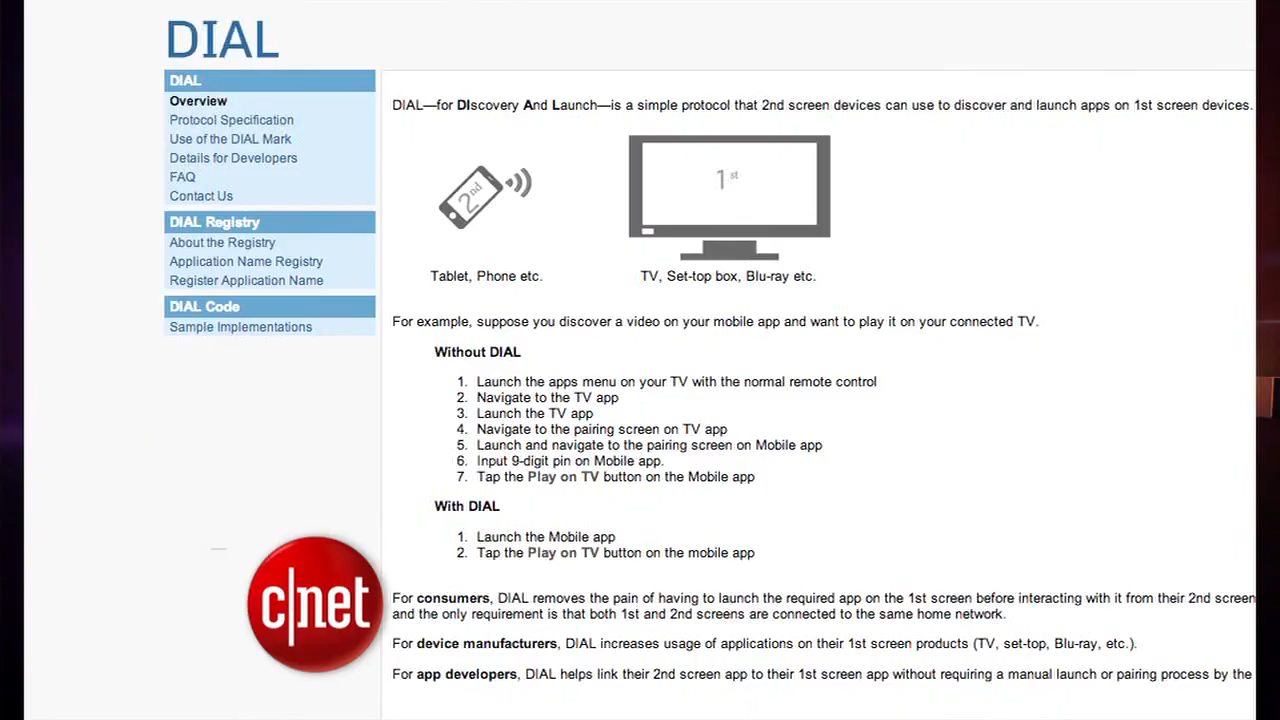 DIAL
DIAL
Overview
Protocol Specification
Use of the DIAL Mark
Details for Developers
FAQ
Contact Us
DIAL Registry
About the Registry
Application Name Registry
Register Application Name
DIAL Code
Sample Implementations
DIAL—for DIscovery And Launch—is a simple protocol that 2nd screen devices can use to discover and launch apps on 1st screen devices.
2nd
1st
Tablet, Phone etc.
TV, Set-top box, Blu-ray etc.
For example, suppose you discover a video on your mobile app and want to play it on your connected TV.
Without DIAL
1. Launch the apps menu on your TV with the normal remote control
2. Navigate to the TV app
3. Launch the TV app
4. Navigate to the pairing screen on TV app
5. Launch and navigate to the pairing screen on Mobile app
6. Input 9-digit pin on Mobile app.
7. Tap the Play on TV button on the Mobile app
With DIAL
1. Launch the Mobile app
2. Tap the Play on TV button on the mobile app
For consumers, DIAL removes the pain of having to launch the required app on the 1st screen before interacting with it from their 2nd screen
and the only requirement is that both 1st and 2nd screens are connected to the same home network.
For device manufacturers, DIAL increases usage of applications on their 1st screen products (TV, set-top, Blu-ray, etc.).
For app developers, DIAL helps link their 2nd screen app to their 1st screen app without requiring a manual launch or pairing process by the
c|net